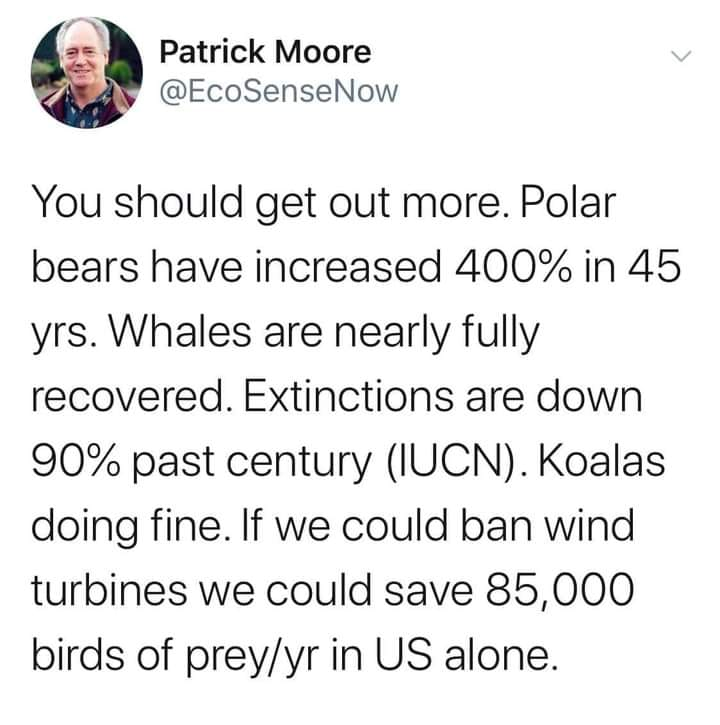 Patrick Moore
@EcoSenseNow
You should get out more. Polar
bears have increased 400% in 45
yrs. Whales are nearly fully
recovered. Extinctions are down
90% past century (IUCN). Koalas
doing fine. If we could ban wind
turbines we could save 85,000
birds of prey/yr in US alone.